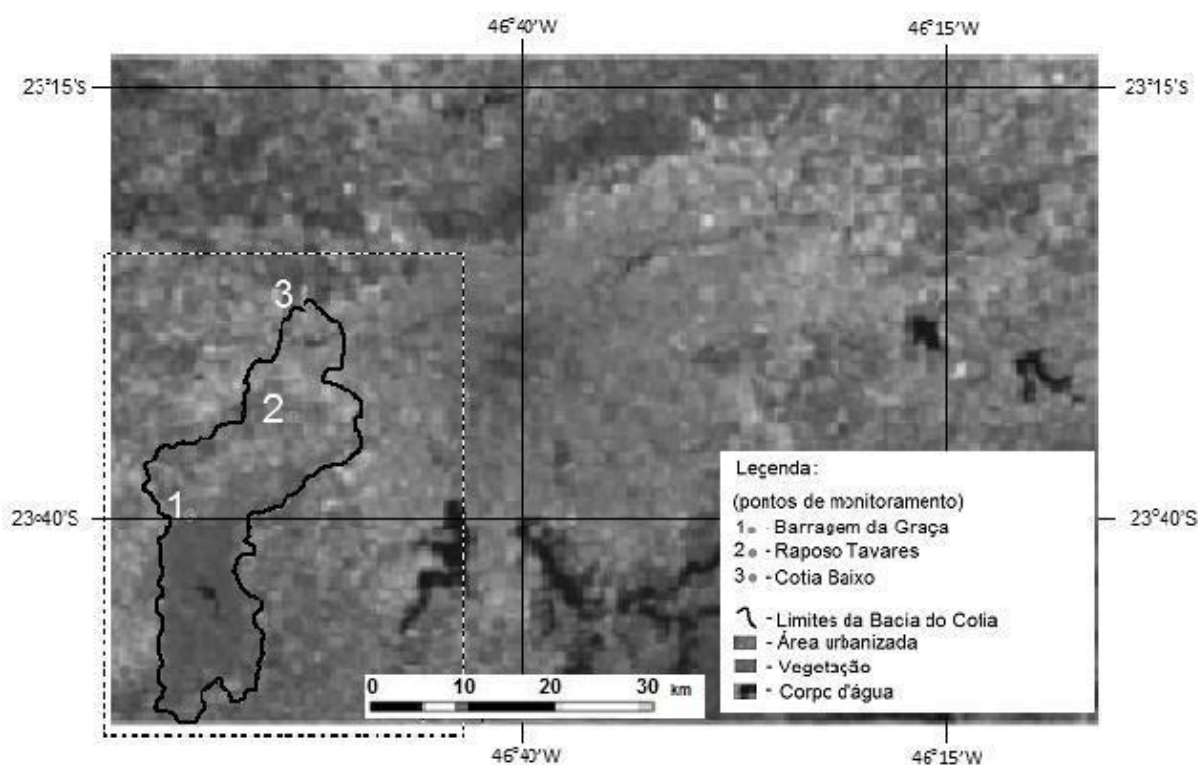 46°40'W 46°15'W
23°15'S 23°15'S
3
2
1
23°40'S 23°40'S
Legenda:
(pontos de monitoramento)
1 - Barragem da Graça
2 - Raposo Tavares
3 - Cotia Baixo
- Limites da Bacia do Cotia
- Área urbanizada
- Vegetação
- Corpo d'água
0 10 20 30 km
46°40'W 46°15'W